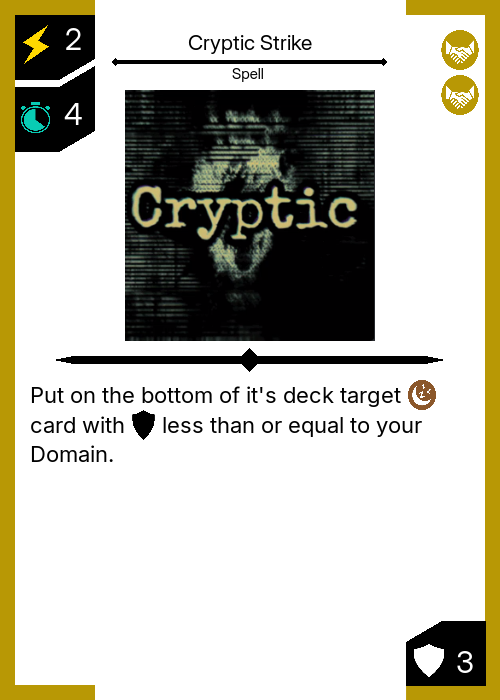 2
4
Cryptic Strike
Spell
Cryptic
Put on the bottom of it's deck target
card with less than or equal to your
Domain.
3